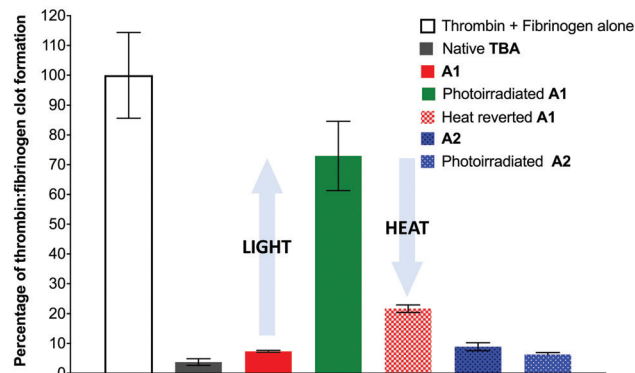 Percentage of thrombin:fibrinogen clot formation
120
110
100
90
80
70
60
50
40
30
20
10
0
LIGHT
HEAT
Thrombin + Fibrinogen alone
Native TBA
A1
Photoirradiated A1
Heat reverted A1
A2
Photoirradiated A2